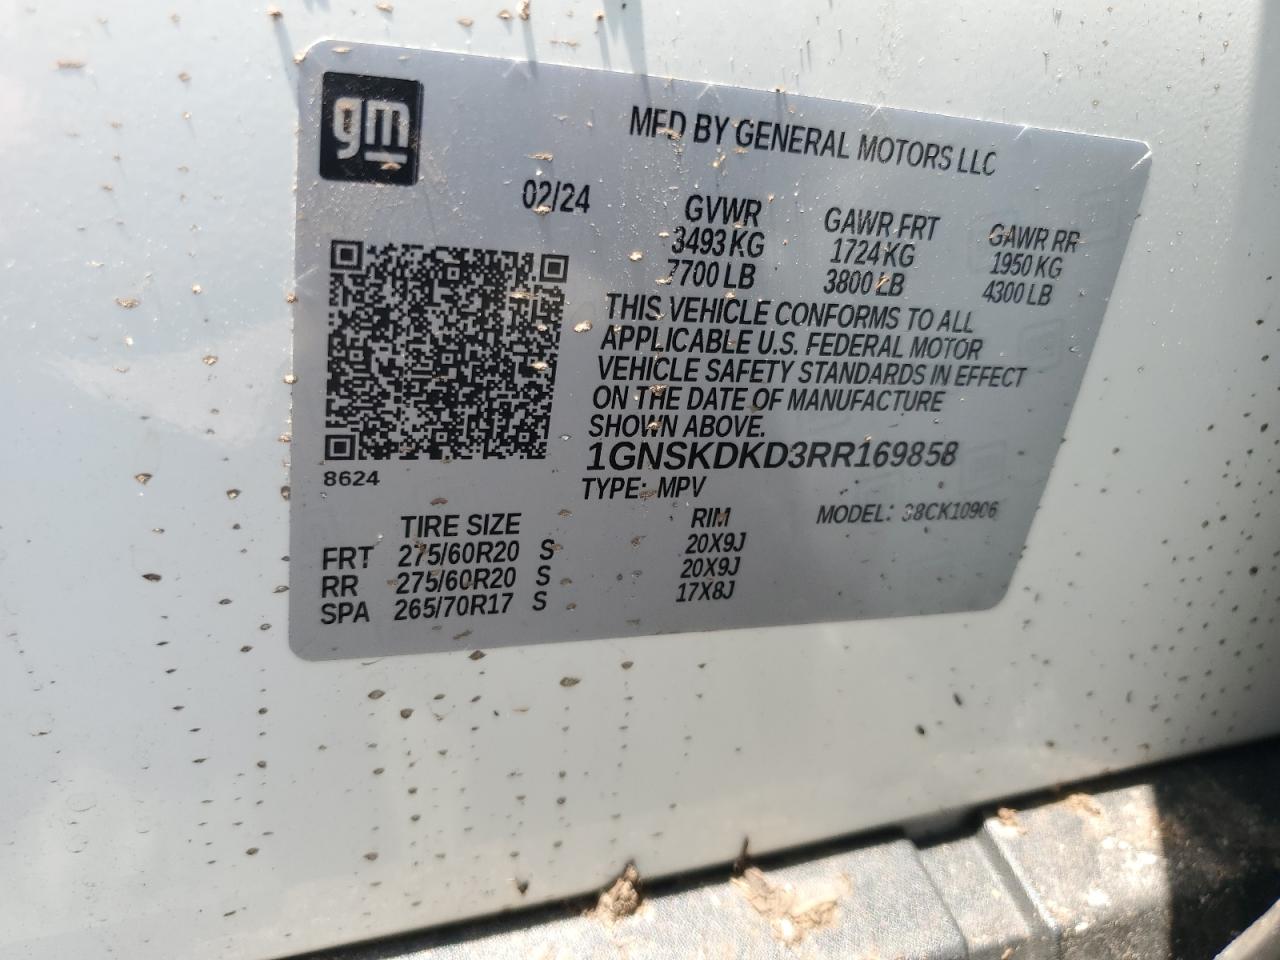 gm
MFD BY GENERAL MOTORS LLC
02/24
GVWR GAWR FRT GAWR RR
3493 KG 1724 KG 1950 KG
7700 LB 3800 LB 4300 LB
THIS VEHICLE CONFORMS TO ALL
APPLICABLE U.S. FEDERAL MOTOR
VEHICLE SAFETY STANDARDS IN EFFECT
ON THE DATE OF MANUFACTURE
SHOWN ABOVE.
1GNSKDKD3RR169858
8624
TYPE: MPV
MODEL:
TIRE SIZE RIM
FRT 275/60R20 S 20X9J
RR 275/60R20 S 20X9J
SPA 265/70R17 S 17X8J